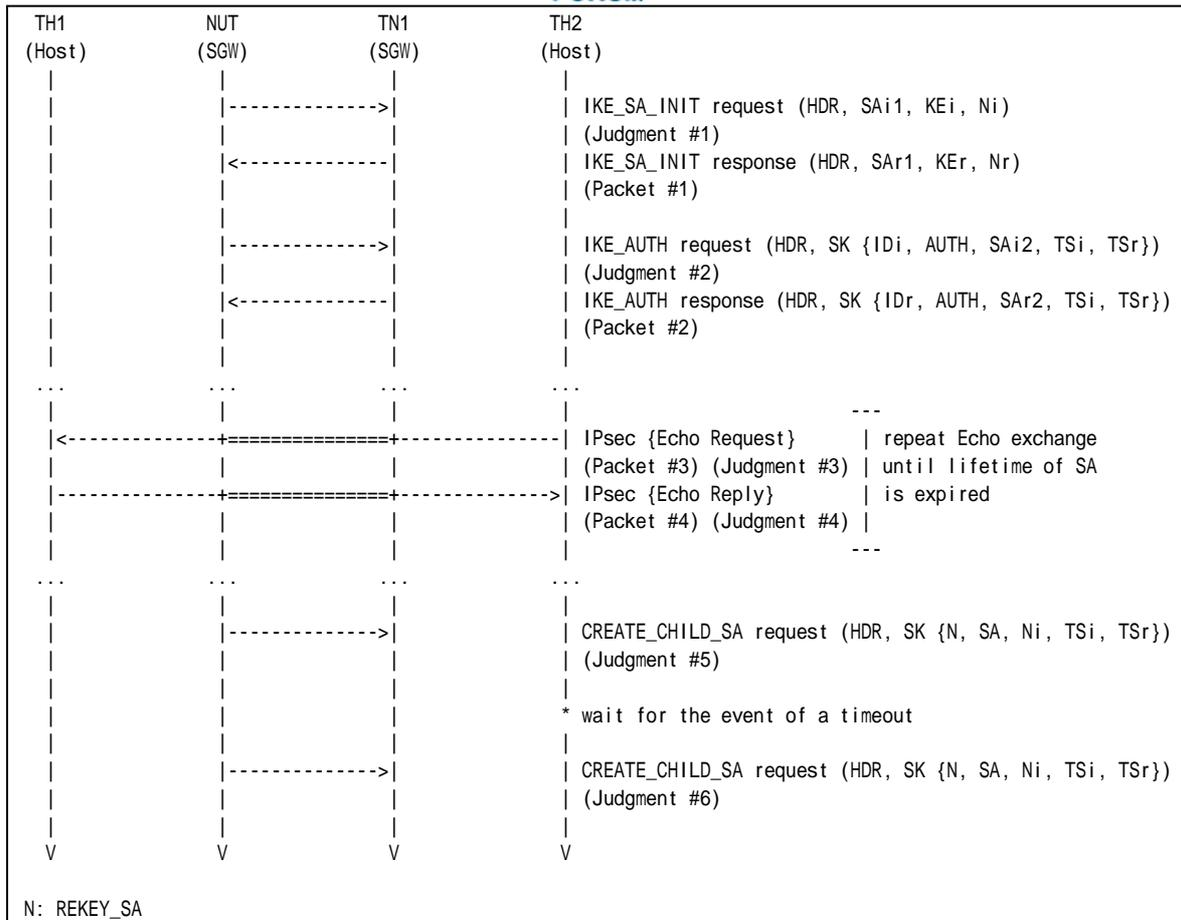 TH1 NUT TN1 TH2
(Host) (SGW) (SGW) (Host)
| | | |
| |-------------->| | IKE_SA_INIT request (HDR, SAi1, KEi, Ni)
| | | | (Judgment #1)
| |<--------------| | IKE_SA_INIT response (HDR, SAr1, KEr, Nr)
| | | | (Packet #1)
| | | |
| |-------------->| | IKE_AUTH request (HDR, SK {IDi, AUTH, SAi2, TSi, TSr})
| | | | (Judgment #2)
| |<--------------| | IKE_AUTH response (HDR, SK {IDr, AUTH, SAr2, TSi, TSr})
| | | | (Packet #2)
| | | |
... ... ... ...
| | | | ---
|<--------------+===============+--------------| IPsec {Echo Request} | repeat Echo exchange
| | | | (Packet #3) (Judgment #3) | until lifetime of SA
|---------------+===============+-------------->| IPsec {Echo Reply} | is expired
| | | | (Packet #4) (Judgment #4) |
| | | | ---
... ... ... ...
| | | |
| |-------------->| | CREATE_CHILD_SA request (HDR, SK {N, SA, Ni, TSi, TSr})
| | | | (Judgment #5)
| | | |
| | | * wait for the event of a timeout
| | | |
| |-------------->| | CREATE_CHILD_SA request (HDR, SK {N, SA, Ni, TSi, TSr})
| | | | (Judgment #6)
| | | |
V V V V
N: REKEY_SA